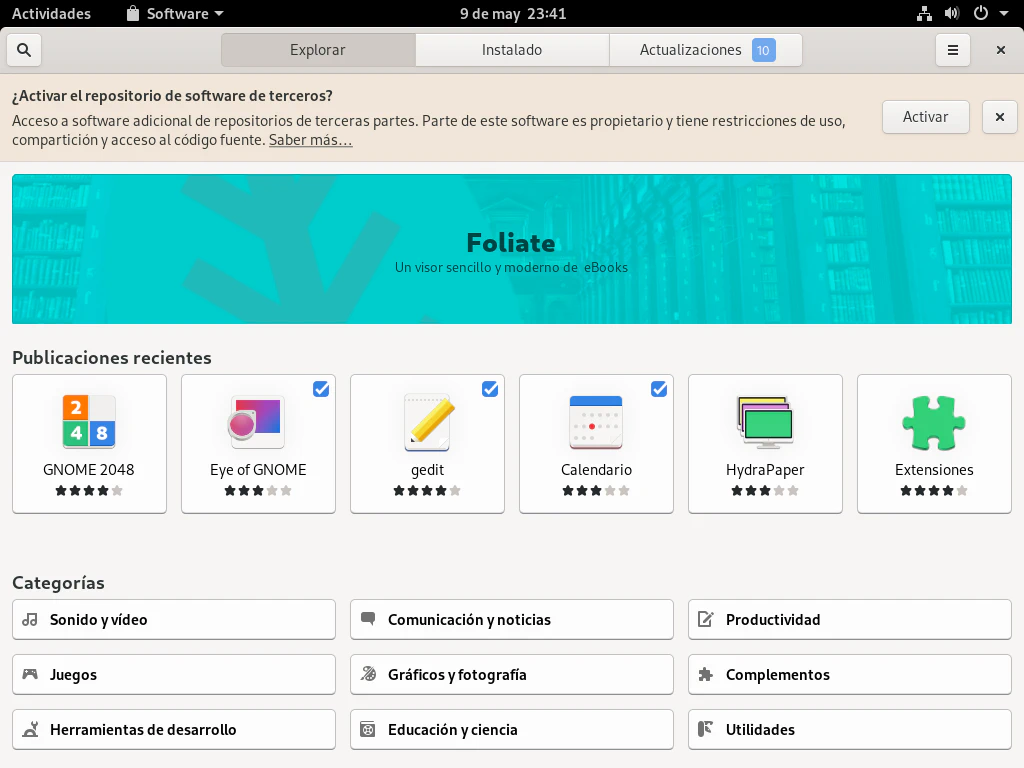 Actividades Software 9 de may 23:41
Explorar Instalado Actualizaciones 10
¿Activar el repositorio de software de terceros?
Acceso a software adicional de repositorios de terceras partes. Parte de este software es propietario y tiene restricciones de uso,
compartición y acceso al código fuente. Saber más…
Activar
Foliate
Un visor sencillo y moderno de eBooks
Publicaciones recientes
2
4 8
GNOME 2048 Eye of GNOME gedit Calendario HydraPaper Extensiones
Categorías
Sonido y vídeo Comunicación y noticias Productividad
Juegos Gráficos y fotografía Complementos
Herramientas de desarrollo Educación y ciencia Utilidades